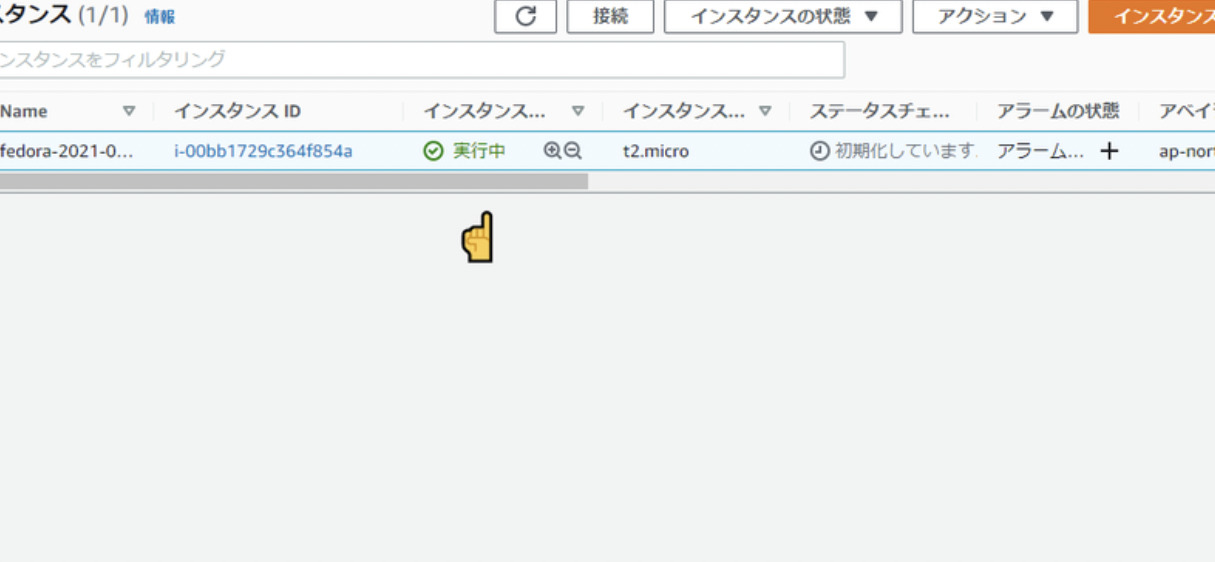 スタンス (1/1) 情報 接続 インスタンスの状態 ▼ アクション ▼ インスタンス
ンスタンスをフィルタリング
Name インスタンス ID インスタンス... インスタンス... ステータスチェ... アラームの状態 アベイ
fedora-2021-0... i-00bb1729c364f854a 実行中 t2.micro 初期化しています アラーム... + ap-nort